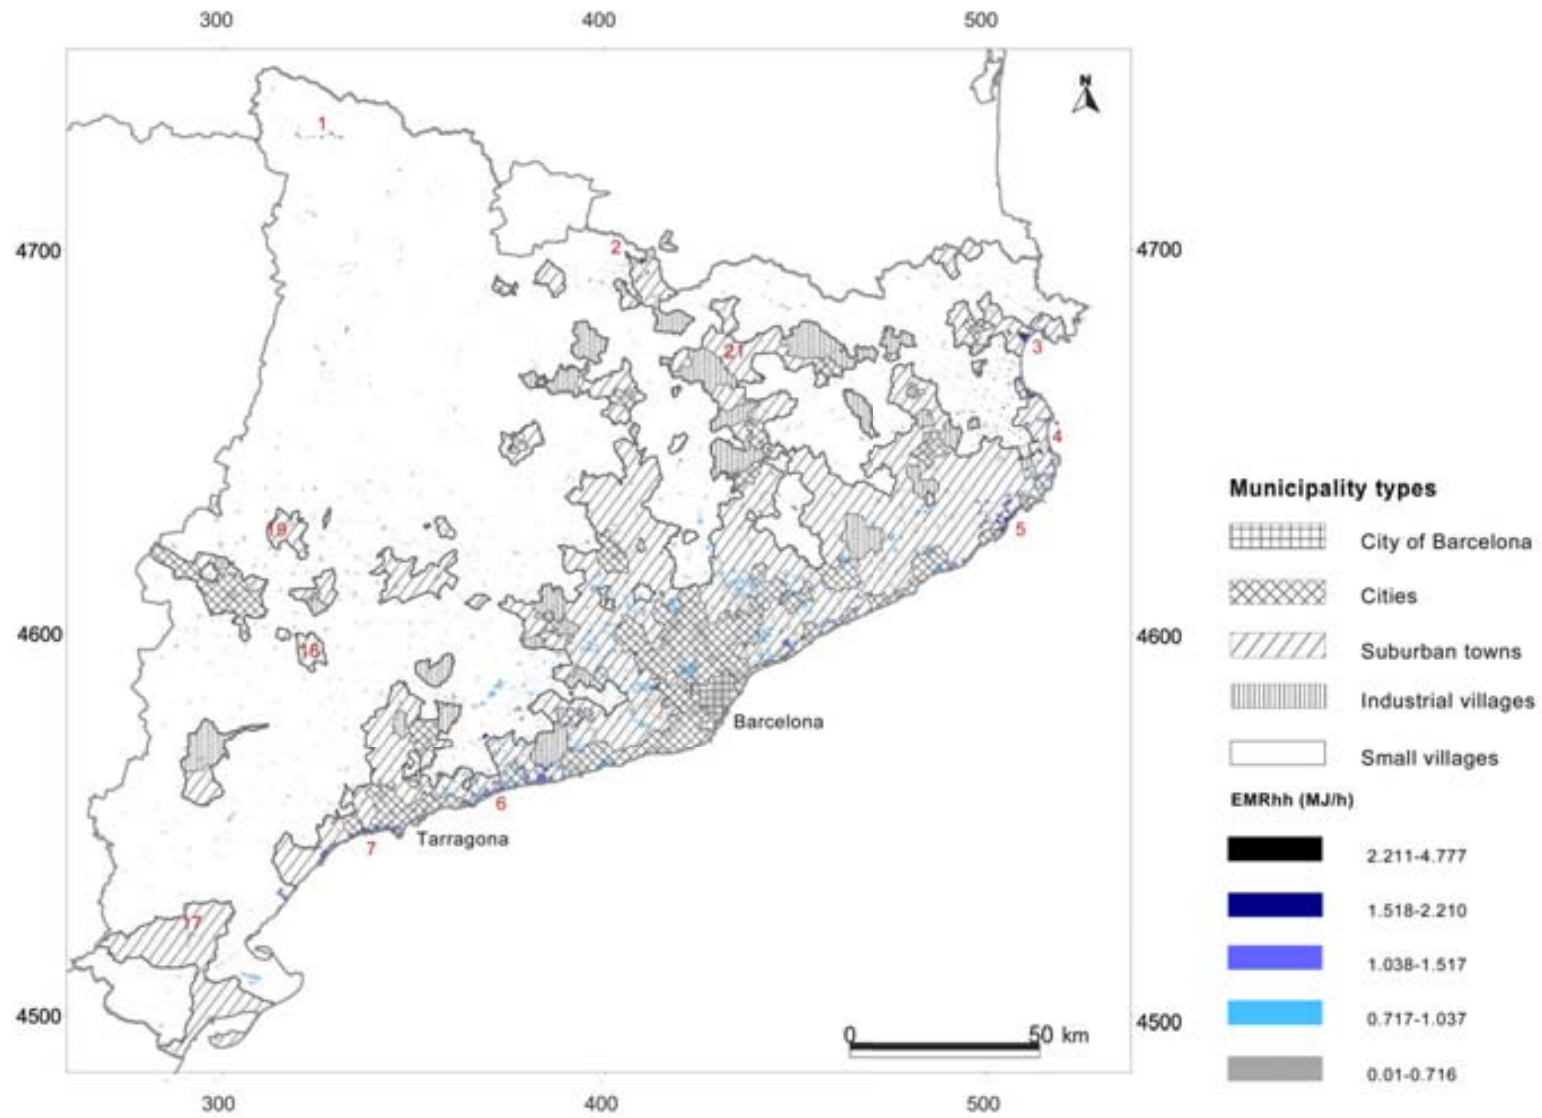 300 400 500
N
1
4700 2 4700
3
21
4
Municipality types
19 5
City of Barcelona
Cities
4600 4600
16 Suburban towns
Industrial villages
Barcelona
Small villages
EMRhh (MJ/h)
6
Tarragona
7
2.211-4.777
1.518-2.210
17
1.038-1.517
4500 0.717-1.037
4500
0 50 km
0.01-0.716
300 400 500